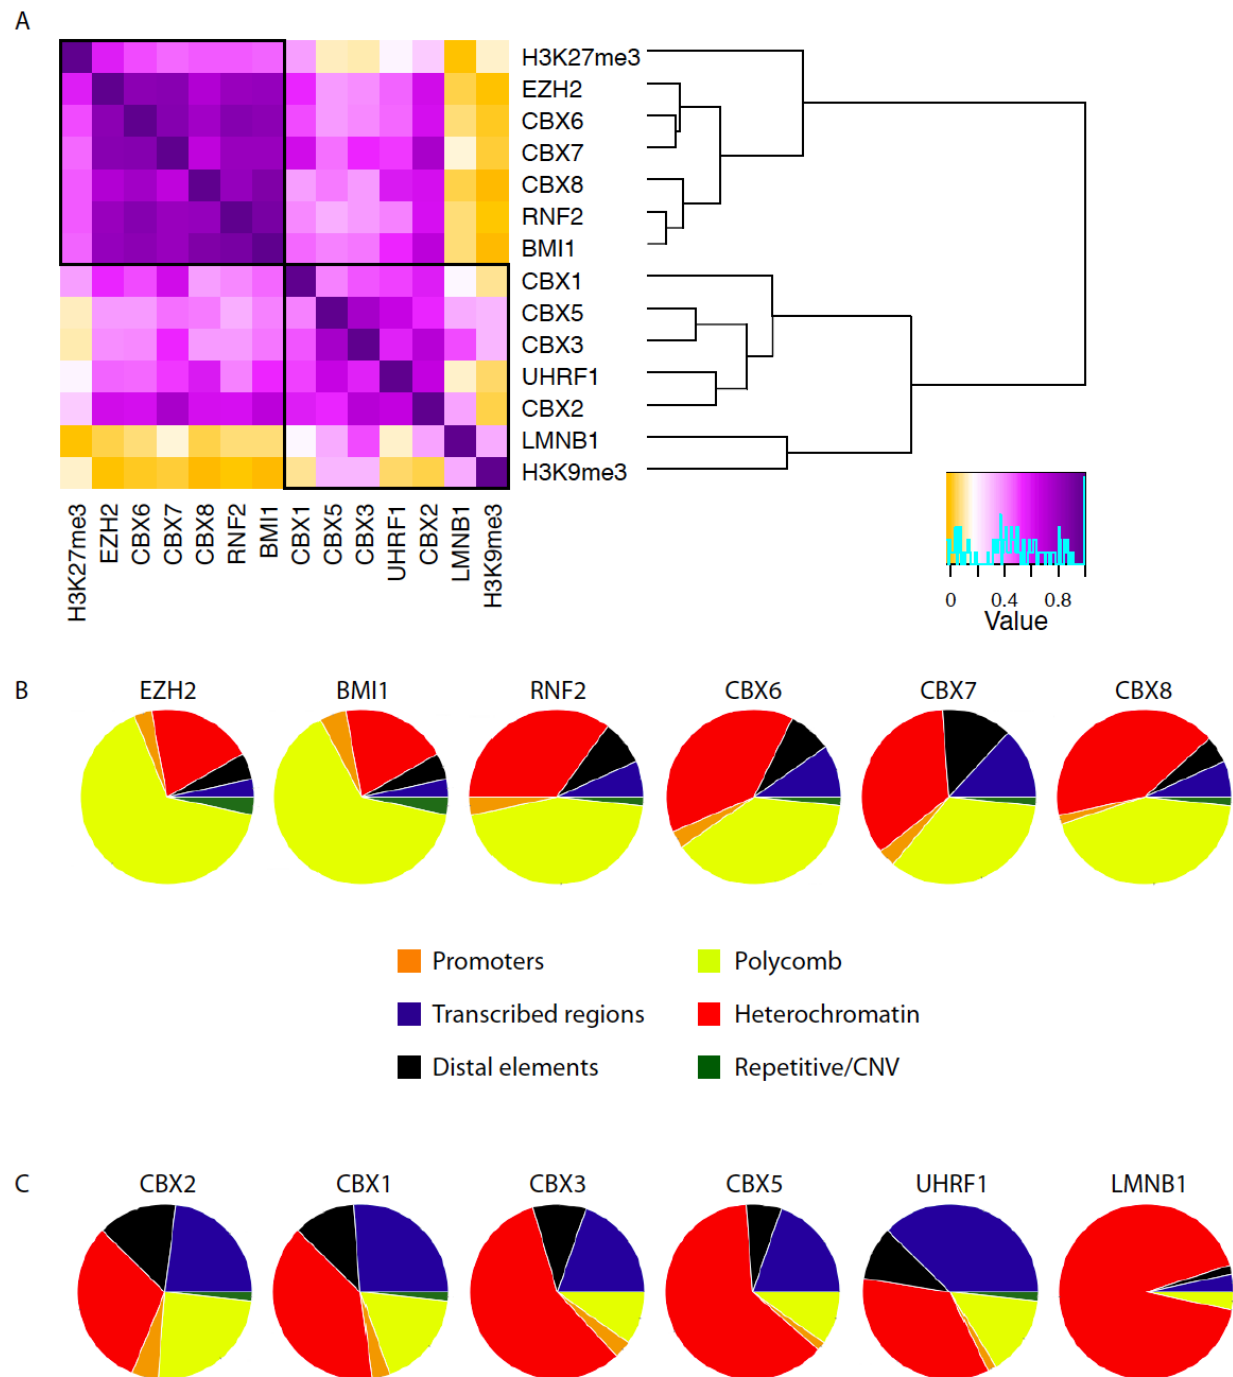 A
H3K27me3
EZH2
CBX6
CBX7
CBX8
RNF2
BMI1
CBX1
CBX5
CBX3
UHRF1
CBX2
LMNB1
H3K9me3
H3K27me3
EZH2
CBX6
CBX7
CBX8
RNF2
BMI1
CBX1
CBX5
CBX3
UHRF1
CBX2
LMNB1
H3K9me3
0 0.4 0.8
Value
B
EZH2 BMI1 RNF2 CBX6 CBX7 CBX8
Promoters Polycomb
Transcribed regions Heterochromatin
Distal elements Repetitive/CNV
C
CBX2 CBX1 CBX3 CBX5 UHRF1 LMNB1